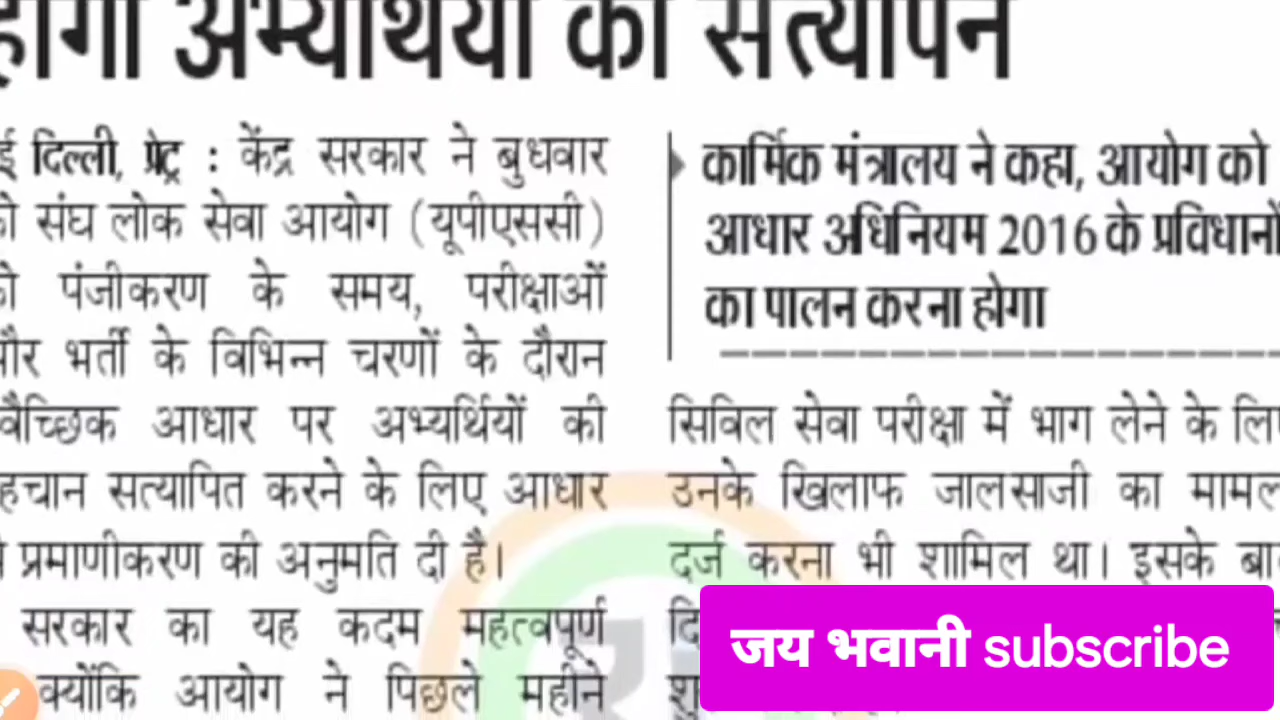 होगा अभ्यर्थियों का सत्यापन
ई दिल्ली, प्रेट्र : केंद्र सरकार ने बुधवार
संघ लोक सेवा आयोग (यूपीएससी)
पंजीकरण के समय, परीक्षाओं
और भर्ती के विभिन्न चरणों के दौरान
वैच्छिक आधार पर अभ्यर्थियों की
हचान सत्यापित करने के लिए आधार
प्रमाणीकरण की अनुमति दी है।
सरकार का यह कदम महत्वपूर्ण
क्योंकि आयोग ने पिछले महीने
कार्मिक मंत्रालय ने कहा, आयोग को
आधार अधिनियम 2016 के प्रविधानों
का पालन करना होगा
सिविल सेवा परीक्षा में भाग लेने के लिए
उनके खिलाफ जालसाजी का मामल
दर्ज करना भी शामिल था। इसके बा
दि
शु
जय भवानी subscribe